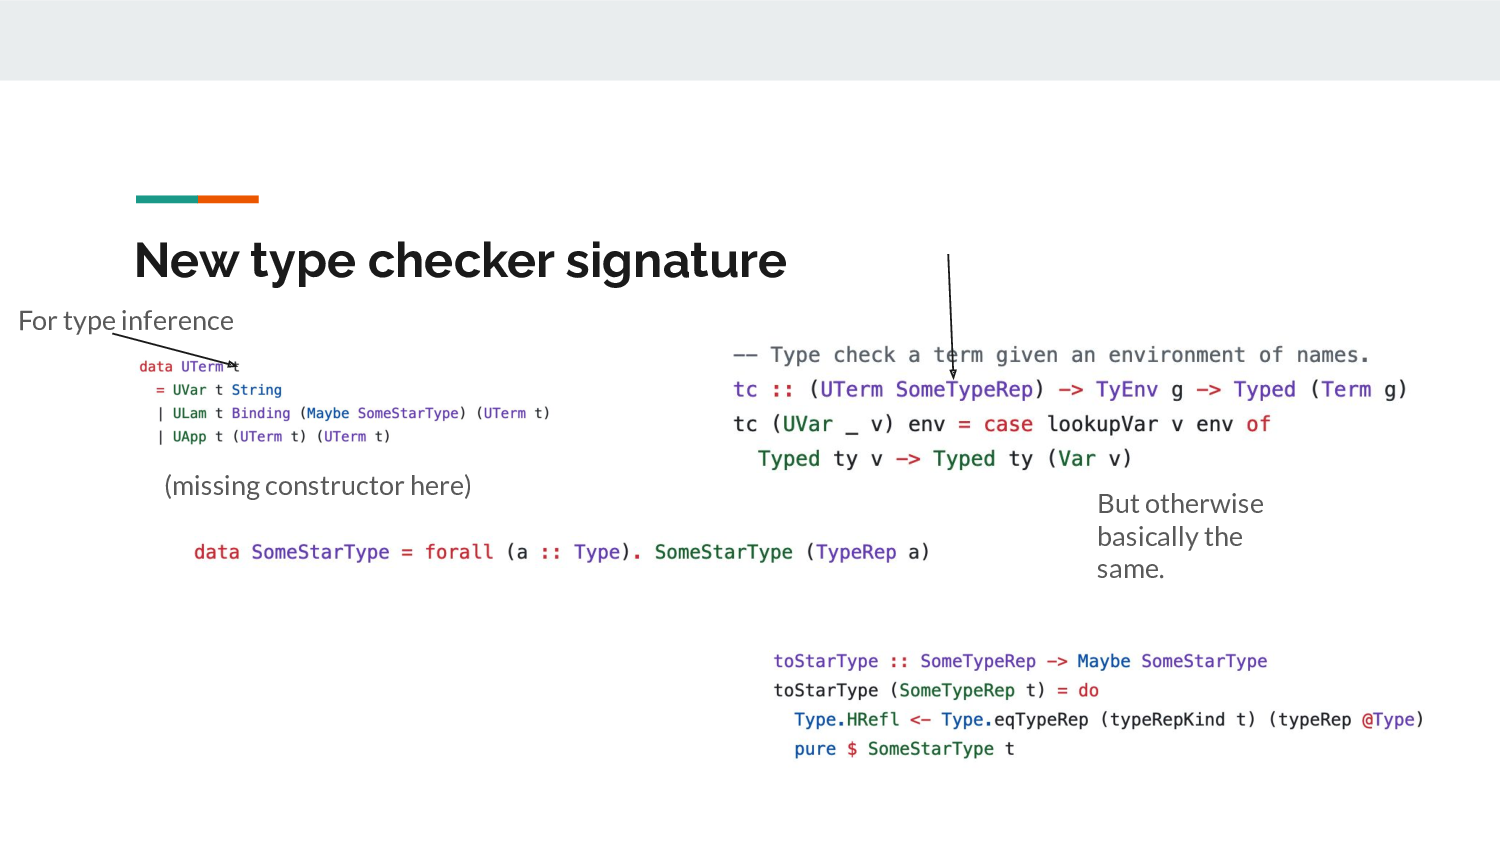 New type checker signature
For type inference
data UTerm t
= UVar t String
| ULam t Binding (Maybe SomeStarType) (UTerm t)
| UApp t (UTerm t) (UTerm t)
(missing constructor here)
data SomeStarType = forall (a :: Type). SomeStarType (TypeRep a)
-- Type check a term given an environment of names.
tc :: (UTerm SomeTypeRep) -> TyEnv g -> Typed (Term g)
tc (UVar _ v) env = case lookupVar v env of
Typed ty v -> Typed ty (Var v)
But otherwise
basically the
same.
toStarType :: SomeTypeRep -> Maybe SomeStarType
toStarType (SomeTypeRep t) = do
Type.HRefl <- Type.eqTypeRep (typeRepKind t) (typeRep @Type)
pure $ SomeStarType t